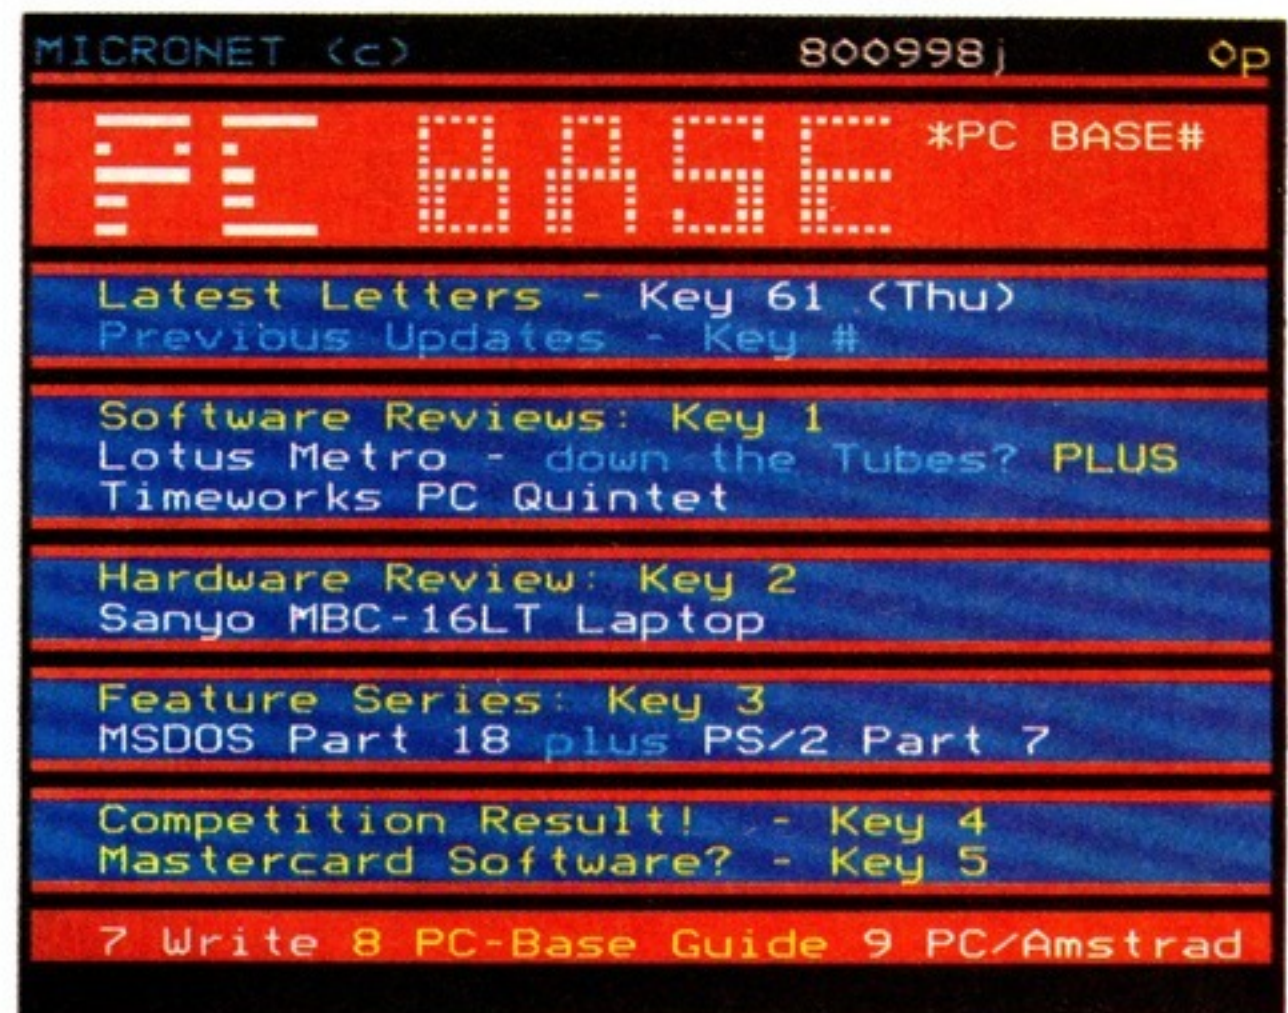 MICRONET (c) 800998j 0p
PC BASE *PC BASE#
Latest Letters - Key 61 (Thu)
Previous Updates - Key #
Software Reviews: Key 1
Lotus Metro - down the Tubes? PLUS
Timeworks PC Quintet
Hardware Review: Key 2
Sanyo MBC-16LT Laptop
Feature Series: Key 3
MSDOS Part 18 plus PS/2 Part 7
Competition Result! - Key 4
Mastercard Software? - Key 5
7 Write 8 PC-Base Guide 9 PC/Amstrad